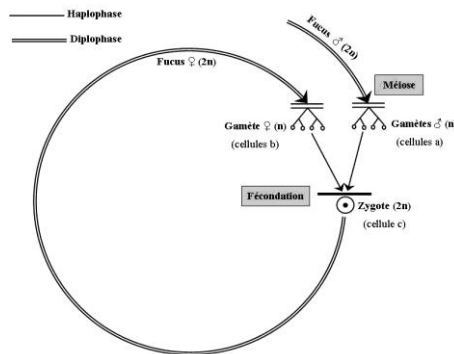 Haplophase
Diplophase
Fucus ♀ (2n)
Fucus ♂ (2n)
Méiose
Gamète ♀ (n)
(cellules b)
Gamètes ♂ (n
(cellules a)
Fécondation
Zygote (2n)
(cellule c)